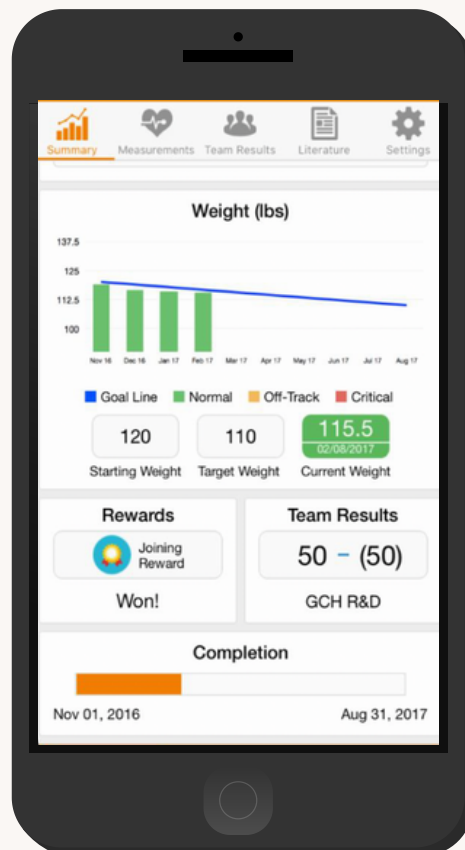 Summary Measurements Team Results Literature Settings
Weight (lbs)
137.5
125
112.5
100
Nov 16 Dec 16 Jan 17 Feb 17 Mar 17 Apr 17 May 17 Jun 17 Jul 17 Aug 17
Goal Line Normal Off-Track Critical
120 110 115.5
02/08/2017
Starting Weight Target Weight Current Weight
Rewards Team Results
Joining
Reward
50 - (50)
Won! GCH R&D
Completion
Nov 01, 2016 Aug 31, 2017